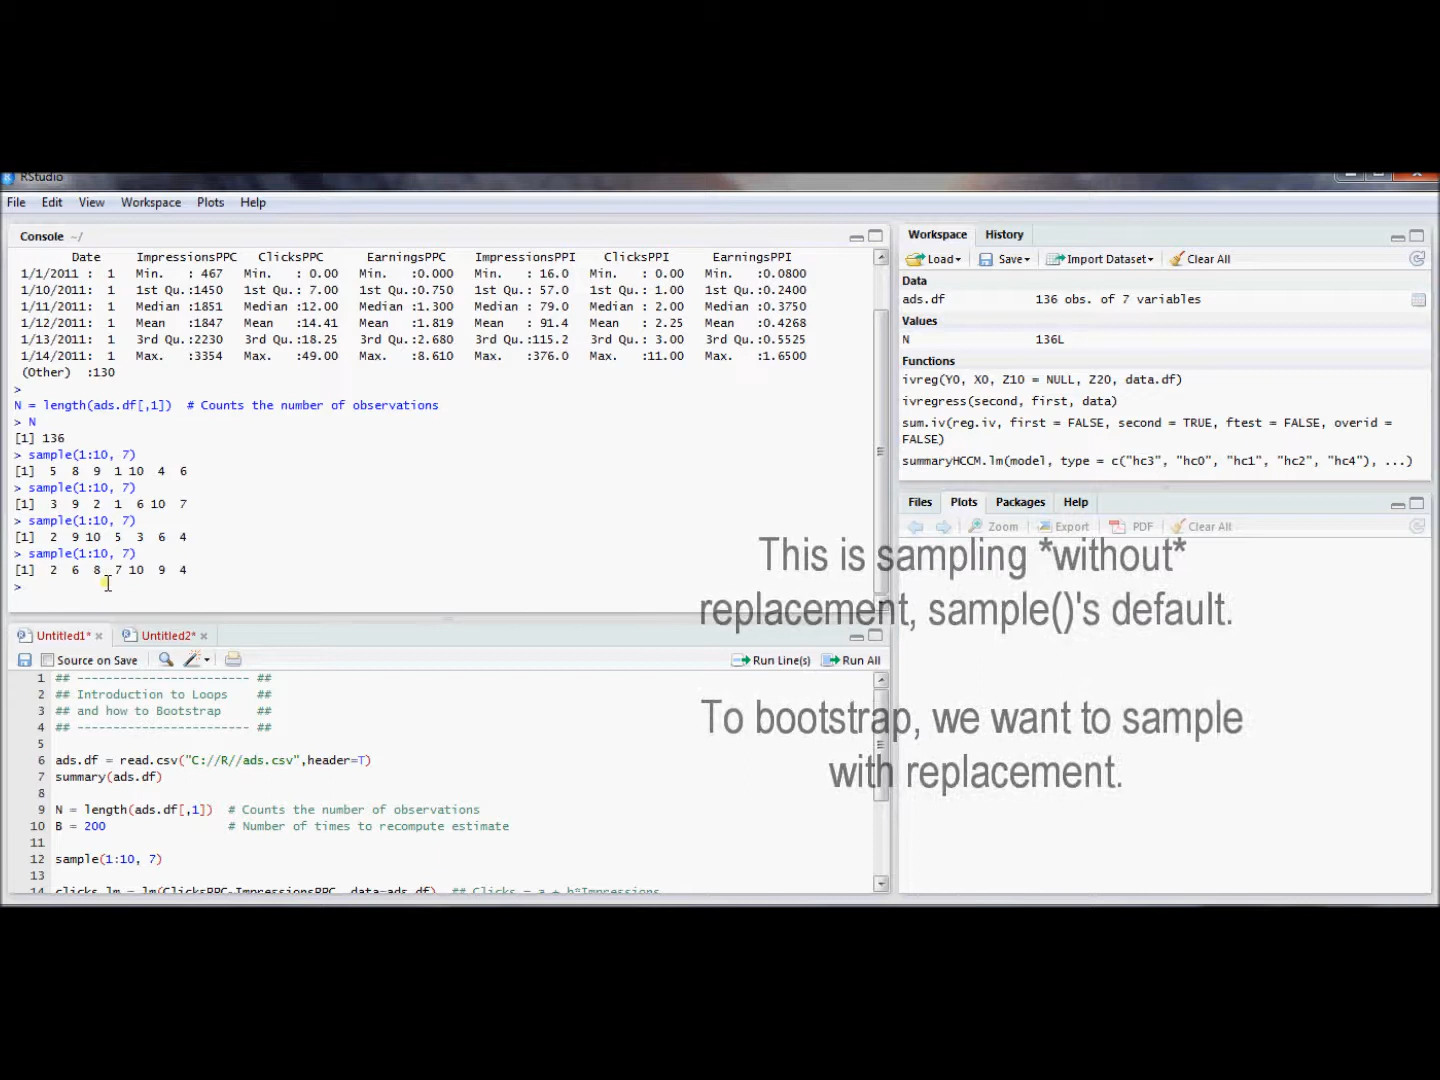 RStudio
File Edit View Workspace Plots Help
Console ~/
Date ImpressionsPPC ClicksPPC EarningsPPC ImpressionsPPI ClicksPPI EarningsPPI
1/1/2011 : 1 Min. : 467 Min. : 0.00 Min. :0.000 Min. : 16.0 Min. : 0.00 Min. :0.0800
1/10/2011: 1 1st Qu.:1450 1st Qu.: 7.00 1st Qu.:0.750 1st Qu.: 57.0 1st Qu.: 1.00 1st Qu.:0.2400
1/11/2011: 1 Median :1851 Median :12.00 Median :1.300 Median : 79.0 Median : 2.00 Median :0.3750
1/12/2011: 1 Mean :1847 Mean :14.41 Mean :1.819 Mean : 91.4 Mean : 2.25 Mean :0.4268
1/13/2011: 1 3rd Qu.:2230 3rd Qu.:18.25 3rd Qu.:2.680 3rd Qu.:115.2 3rd Qu.: 3.00 3rd Qu.:0.5525
1/14/2011: 1 Max. :3354 Max. :49.00 Max. :8.610 Max. :376.0 Max. :11.00 Max. :1.6500
(Other) :130
>
N = length(ads.df[,1]) # Counts the number of observations
> N
[1] 136
> sample(1:10, 7)
[1] 5 8 9 1 10 4 6
> sample(1:10, 7)
[1] 3 9 2 1 6 10 7
> sample(1:10, 7)
[1] 2 9 10 5 3 6 4
> sample(1:10, 7)
[1] 2 6 8 7 10 9 4
>
Untitled1* Untitled2*
Source on Save Run Line(s) Run All
1 ## ------------------------ ##
2 ## Introduction to Loops ##
3 ## and how to Bootstrap ##
4 ## ------------------------ ##
5
6 ads.df = read.csv("C://R//ads.csv",header=T)
7 summary(ads.df)
8
9 N = length(ads.df[,1]) # Counts the number of observations
10 B = 200 # Number of times to recompute estimate
11
12 sample(1:10, 7)
13
14 clicks.lm = lm(ClicksPPC~ImpressionsPPC, data=ads.df) ## Clicks = a + b*Impressions
Workspace History
Load Save Import Dataset Clear All
Data
ads.df 136 obs. of 7 variables
Values
N 136L
Functions
ivreg(Y0, X0, Z10 = NULL, Z20, data.df)
ivregress(second, first, data)
sum.iv(reg.iv, first = FALSE, second = TRUE, ftest = FALSE, overid =
FALSE)
summaryHCCM.lm(model, type = c("hc3", "hc0", "hc1", "hc2", "hc4"), ...)
Files Plots Packages Help
Zoom Export PDF Clear All
This is sampling *without*
replacement, sample()'s default.
To bootstrap, we want to sample
with replacement.